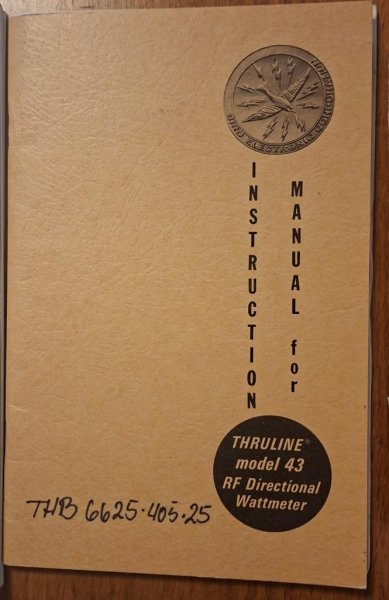 BIRD ELECTRONIC CORPORATION
INSTRUCTION
MANUAL for
THRULINE®
model 43
RF Directional
Wattmeter
THB 6625·405·25